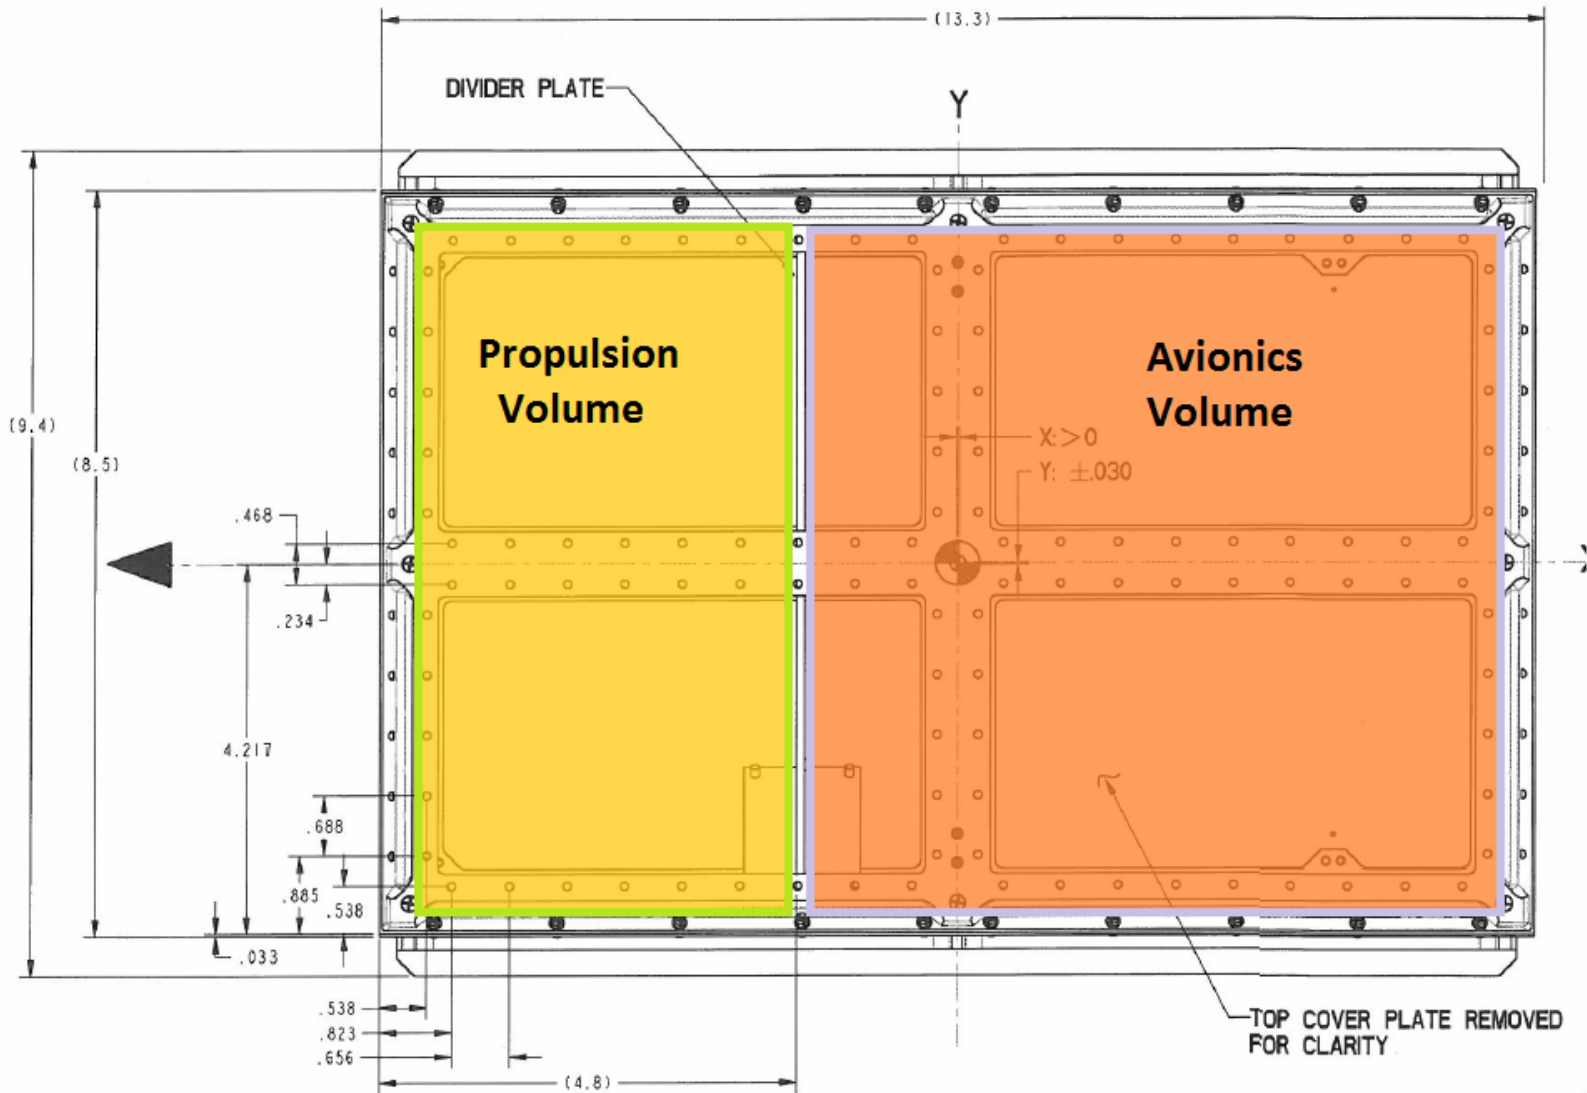 (13.3)
DIVIDER PLATE
Y
Propulsion
Volume
Avionics
Volume
(9.4)
(8.5)
X:>0
Y: ±.030
.468
.234
4.217
.688
.885
.538
.033
.538
.823
.656
(4.8)
TOP COVER PLATE REMOVED
FOR CLARITY